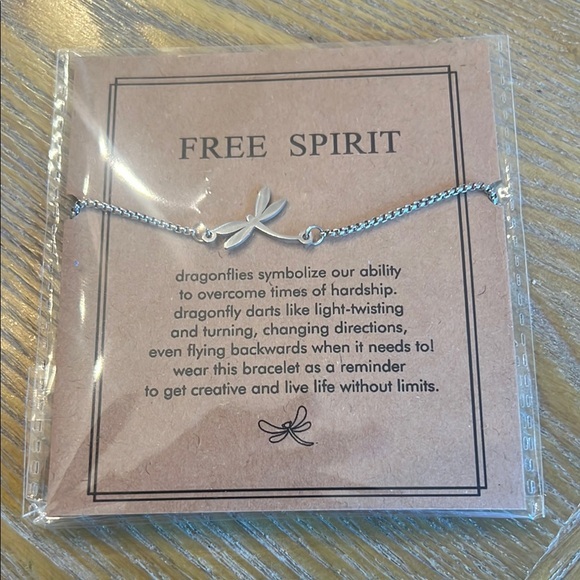 FREE SPIRIT
dragonflies symbolize our ability
to overcome times of hardship.
dragonfly darts like light-twisting
and turning, changing directions,
even flying backwards when it needs to!
wear this bracelet as a reminder
to get creative and live life without limits.